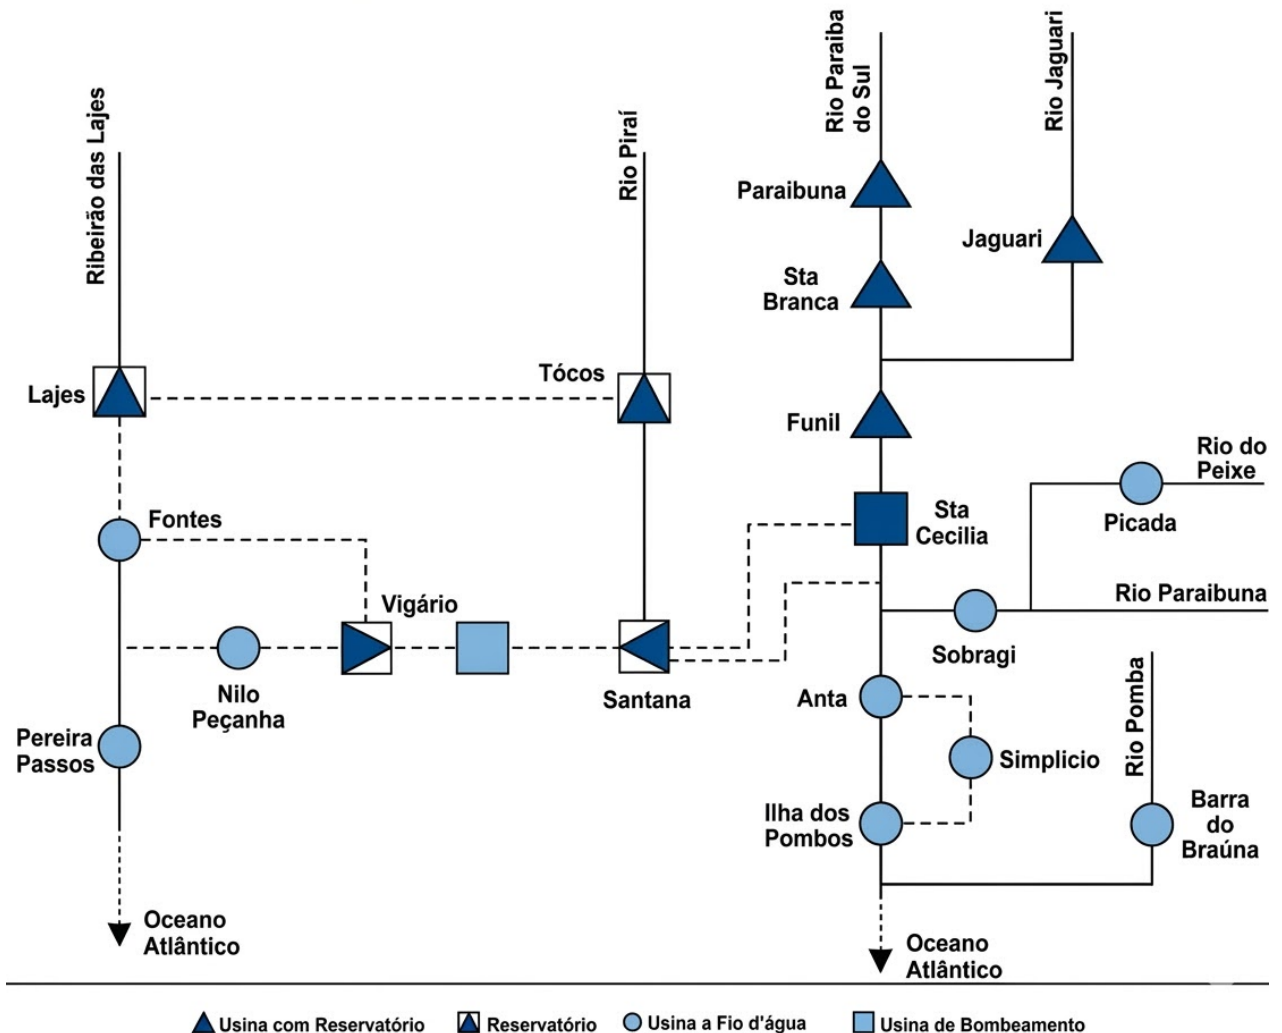 Rio Paraiba
do Sul
Rio Jaguari
Ribeirão das Lajes
Rio Piraí
Paraibuna
Jaguari
Sta
Branca
Lajes
Tócos
Funil
Rio do
Peixe
Fontes
Sta
Cecilia
Picada
Vigário
Rio Paraibuna
Nilo
Peçanha
Santana
Sobragi
Pereira
Passos
Anta
Rio Pomba
Simplicio
Ilha dos
Pombos
Barra
do
Braúna
Oceano
Atlântico
Oceano
Atlântico
Usina com Reservatório
Reservatório
Usina a Fio d'água
Usina de Bombeamento